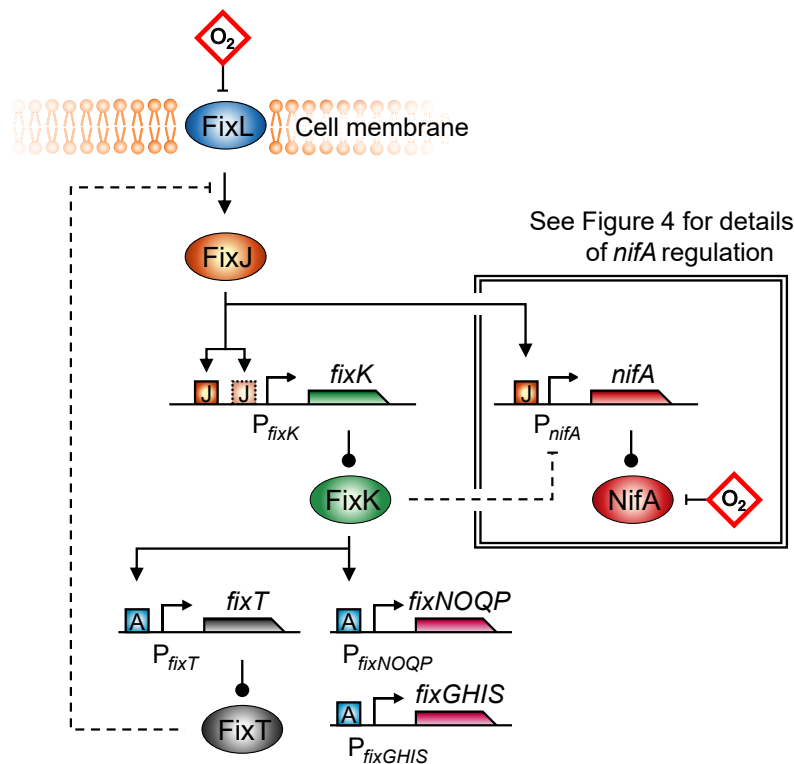 O2
FixL
Cell membrane
See Figure 4 for details
of nifA regulation
FixJ
J
J
fixK
PfixK
J
nifA
PnifA
FixK
NifA
O2
A
fixT
PfixT
A
fixNOQP
PfixNOQP
FixT
A
fixGHIS
PfixGHIS